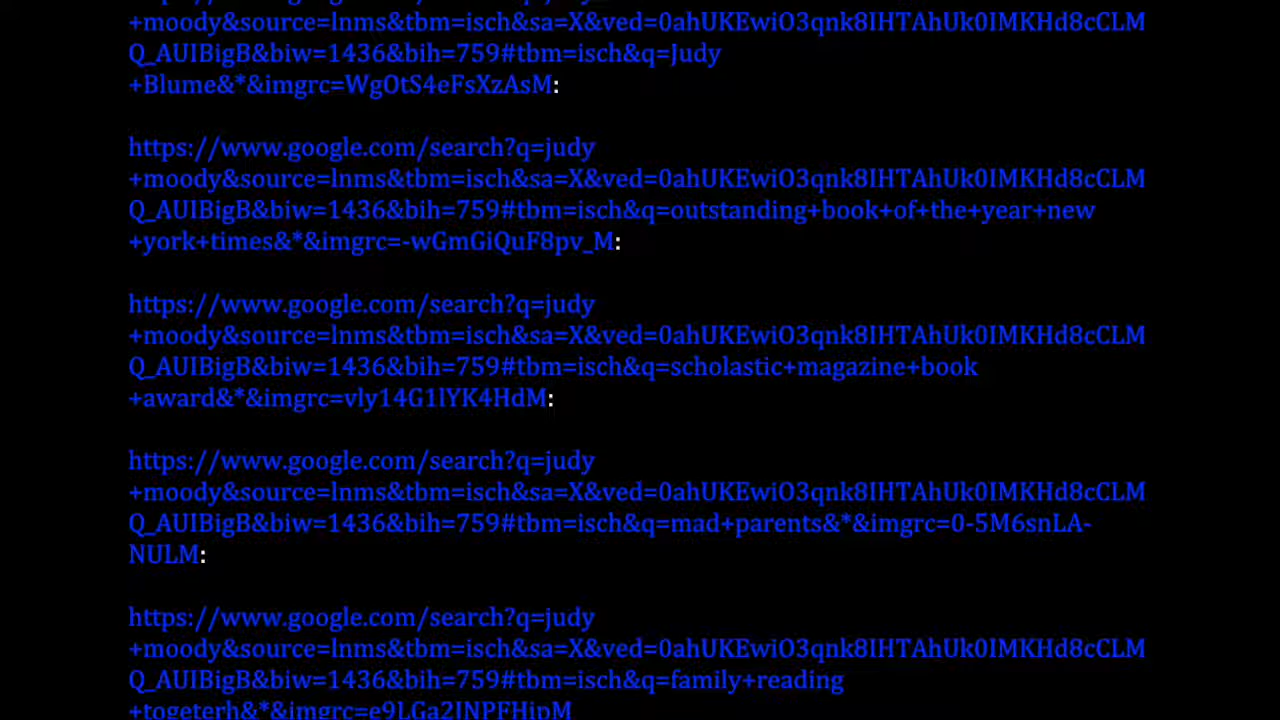 +moody&source=lnms&tbm=isch&sa=X&ved=0ahUKEwiO3qnk8IHTAhUk0IMKHd8cCLM
Q_AUIBigB&biw=1436&bih=759#tbm=isch&q=Judy
+Blume&*&imgrc=WgOtS4eFsXzAsM:
https://www.google.com/search?q=judy
+moody&source=lnms&tbm=isch&sa=X&ved=0ahUKEwiO3qnk8IHTAhUk0IMKHd8cCLM
Q_AUIBigB&biw=1436&bih=759#tbm=isch&q=outstanding+book+of+the+year+new
+york+times&*&imgrc=-wGmGiQuF8pv_M:
https://www.google.com/search?q=judy
+moody&source=lnms&tbm=isch&sa=X&ved=0ahUKEwiO3qnk8IHTAhUk0IMKHd8cCLM
Q_AUIBigB&biw=1436&bih=759#tbm=isch&q=scholastic+magazine+book
+award&*&imgrc=vly14G1lYK4HdM:
https://www.google.com/search?q=judy
+moody&source=lnms&tbm=isch&sa=X&ved=0ahUKEwiO3qnk8IHTAhUk0IMKHd8cCLM
Q_AUIBigB&biw=1436&bih=759#tbm=isch&q=mad+parents&*&imgrc=0-5M6snLA-
NULM:
https://www.google.com/search?q=judy
+moody&source=lnms&tbm=isch&sa=X&ved=0ahUKEwiO3qnk8IHTAhUk0IMKHd8cCLM
Q_AUIBigB&biw=1436&bih=759#tbm=isch&q=family+reading
+togeterh&*&imgrc=e9LGa2INPFHipM